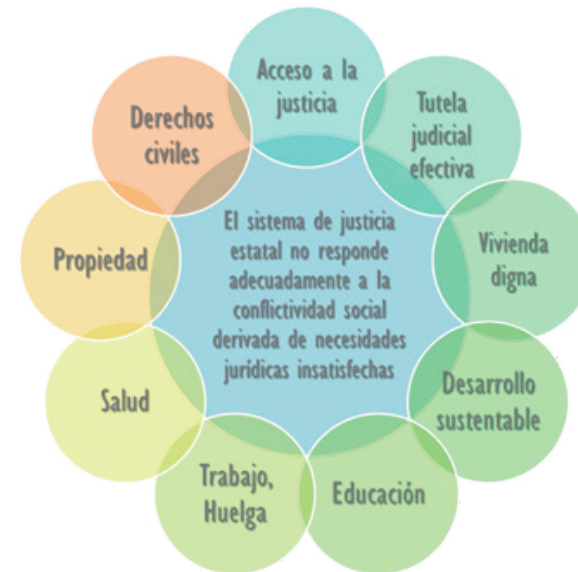 Acceso a la
justicia
Tutela
judicial
efectiva
Vivienda
digna
Desarrollo
sustentable
Educación
Trabajo,
Huelga
Salud
Propiedad
Derechos
civiles
El sistema de justicia
estatal no responde
adecuadamente a la
conflictividad social
derivada de necesidades
jurídicas insatisfechas